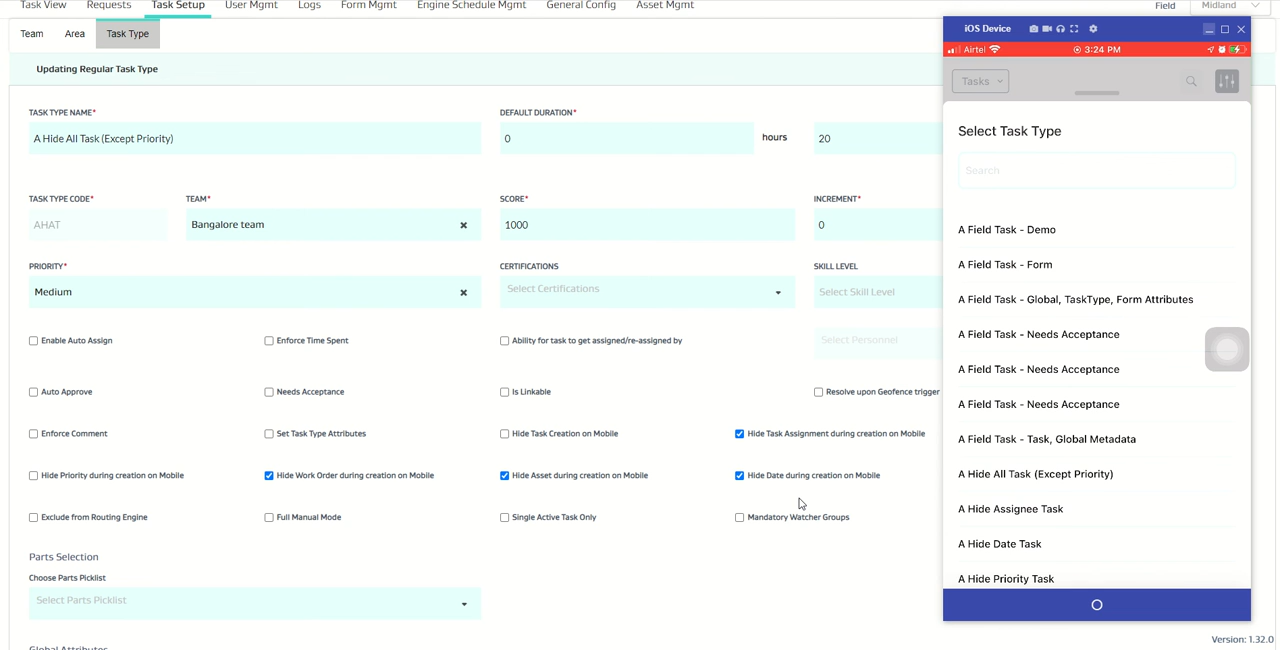 Task View Requests Task Setup User Mgmt Logs Form Mgmt Engine Schedule Mgmt General Config Asset Mgmt Field Midland
Team Area Task Type
Updating Regular Task Type
TASK TYPE NAME* DEFAULT DURATION*
A Hide All Task (Except Priority) 0 hours 20
TASK TYPE CODE* TEAM* SCORE* INCREMENT*
AHAT Bangalore team 1000 0
PRIORITY* CERTIFICATIONS SKILL LEVEL
Medium Select Certifications Select Skill Level
Enable Auto Assign Enforce Time Spent Ability for task to get assigned/re-assigned by Select Personnel
Auto Approve Needs Acceptance Is Linkable Resolve upon Geofence trigger
Enforce Comment Set Task Type Attributes Hide Task Creation on Mobile Hide Task Assignment during creation on Mobile
Hide Priority during creation on Mobile Hide Work Order during creation on Mobile Hide Asset during creation on Mobile Hide Date during creation on Mobile
Exclude from Routing Engine Full Manual Mode Single Active Task Only Mandatory Watcher Groups
Parts Selection
Choose Parts Picklist
Select Parts Picklist
Global Attributes
iOS Device
Airtel 3:24 PM
Tasks
Select Task Type
Search
A Field Task - Demo
A Field Task - Form
A Field Task - Global, TaskType, Form Attributes
A Field Task - Needs Acceptance
A Field Task - Needs Acceptance
A Field Task - Needs Acceptance
A Field Task - Task, Global Metadata
A Hide All Task (Except Priority)
A Hide Assignee Task
A Hide Date Task
A Hide Priority Task
Version: 1.32.0